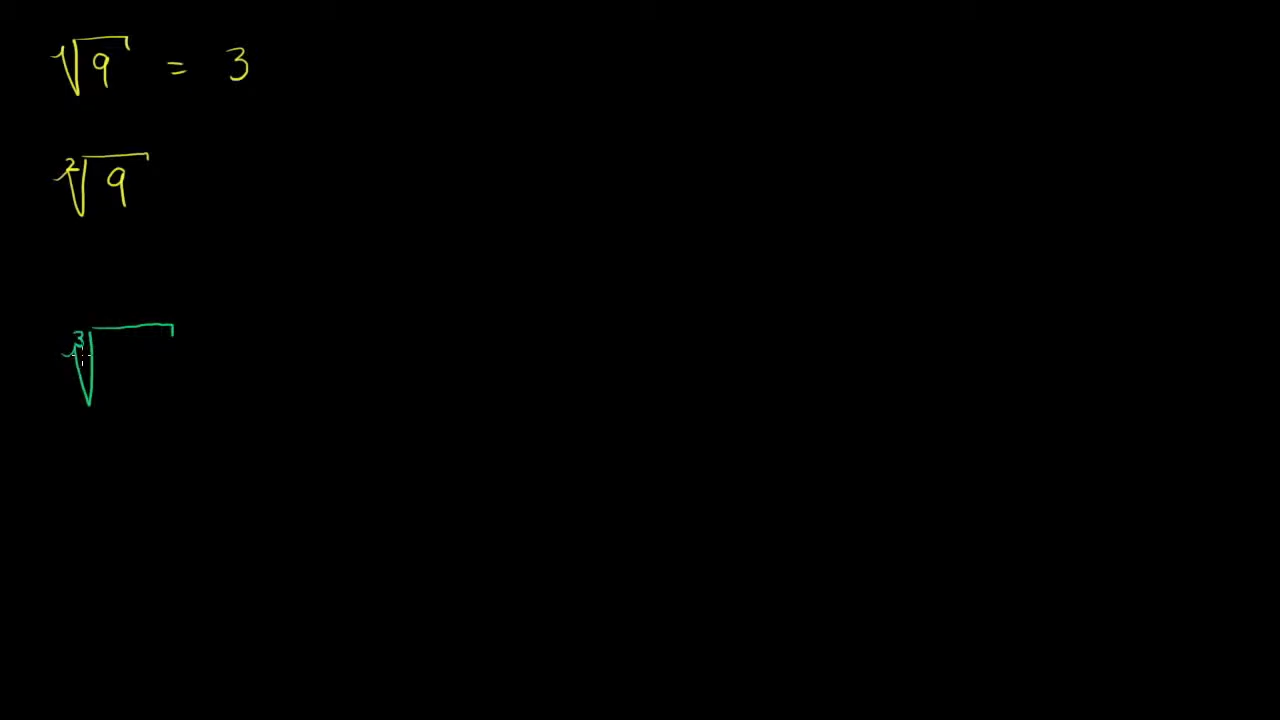 √9 = 3
²√9
³√